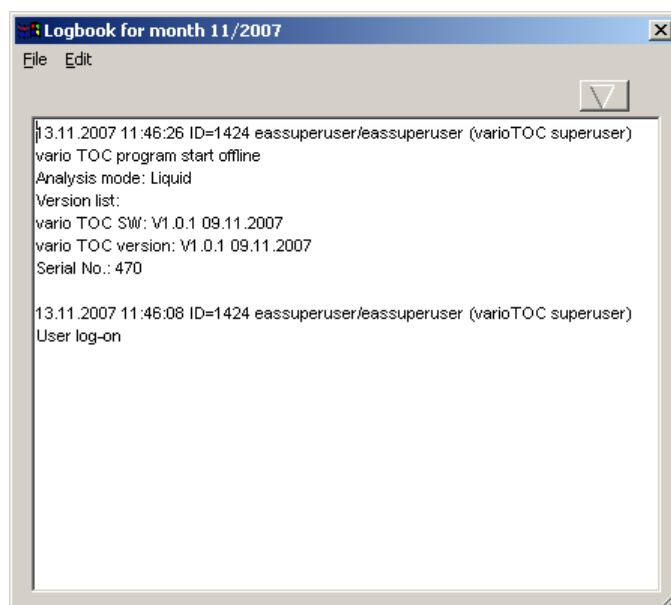 Logbook for month 11/2007
File Edit
13.11.2007 11:46:26 ID=1424 eassuperuser/eassuperuser (varioTOC superuser)
vario TOC program start offline
Analysis mode: Liquid
Version list:
vario TOC SW: V1.0.1 09.11.2007
vario TOC version: V1.0.1 09.11.2007
Serial No.: 470
13.11.2007 11:46:08 ID=1424 eassuperuser/eassuperuser (varioTOC superuser)
User log-on